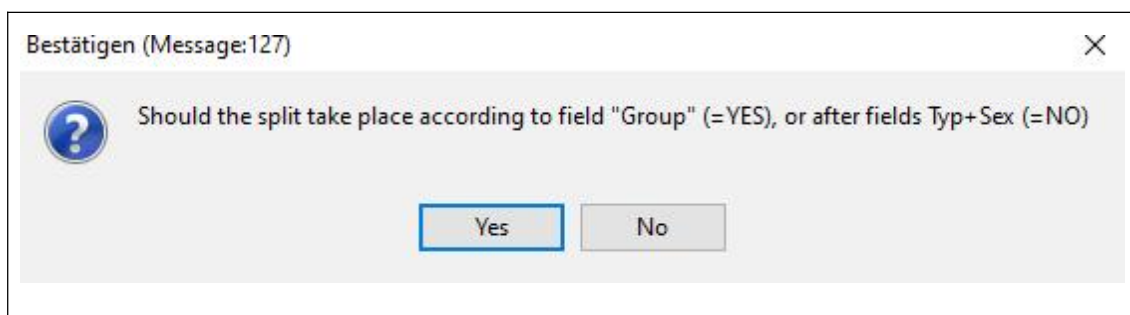 Bestätigen (Message:127)
Should the split take place according to field "Group" (=YES), or after fields Typ+Sex (=NO)
Yes
No